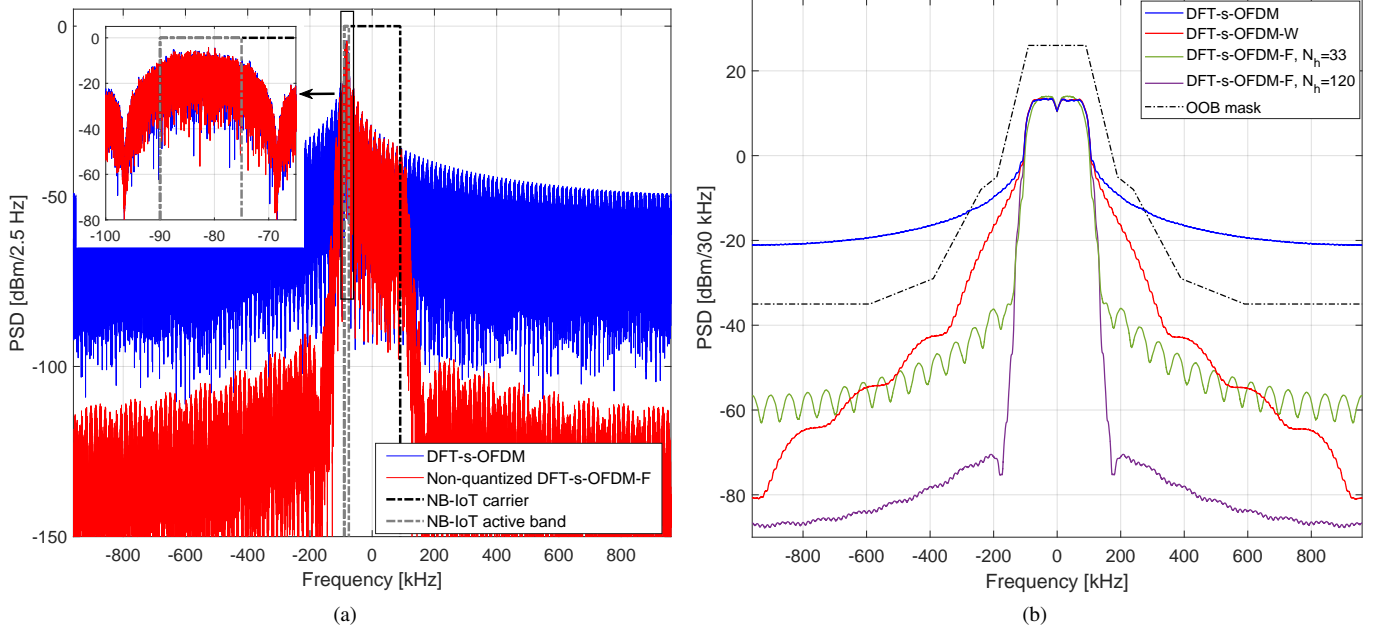 0
-50
-100
-150
PSD [dBm/2.5 Hz]
0
-20
-40
-60
-80
-100 -90 -80 -70
DFT-s-OFDM
Non-quantized DFT-s-OFDM-F
NB-IoT carrier
NB-IoT active band
-800 -600 -400 -200 0 200 400 600 800
Frequency [kHz]
(a)
20
0
-20
-40
-60
-80
PSD [dBm/30 kHz]
DFT-s-OFDM
DFT-s-OFDM-W
DFT-s-OFDM-F, N_h=33
DFT-s-OFDM-F, N_h=120
OOB mask
-800 -600 -400 -200 0 200 400 600 800
Frequency [kHz]
(b)